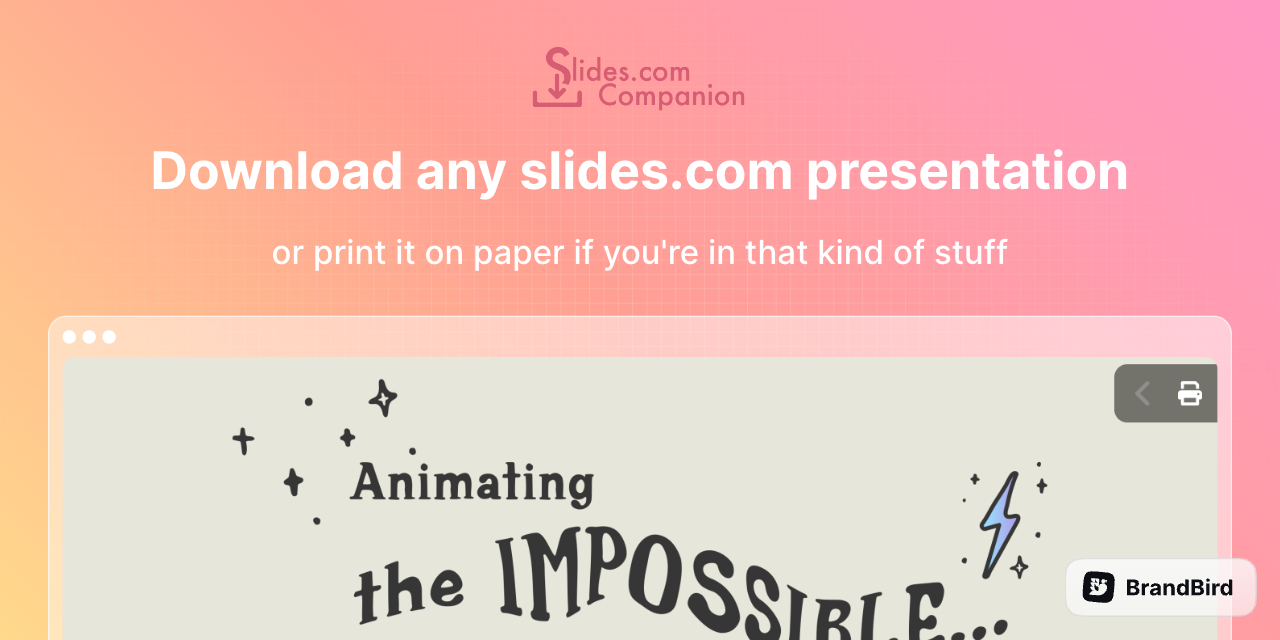 Slides.com
Companion
Download any slides.com presentation
or print it on paper if you're in that kind of stuff
Animating
the IMPOSSIBLE...
BrandBird